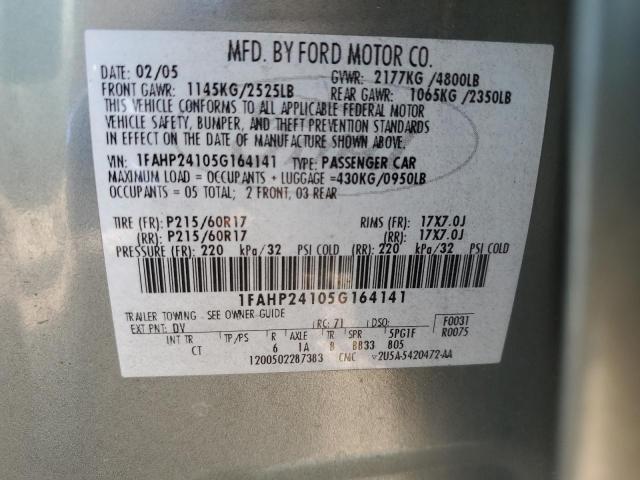 MFD. BY FORD MOTOR CO.
DATE: 02/05 GVWR: 2177KG /4800LB
FRONT GAWR: 1145KG/2525LB REAR GAWR: 1065KG /2350LB
THIS VEHICLE CONFORMS TO ALL APPLICABLE FEDERAL MOTOR
VEHICLE SAFETY, BUMPER, AND THEFT PREVENTION STANDARDS
IN EFFECT ON THE DATE OF MANUFACTURE SHOWN ABOVE.
VIN: 1FAHP24105G164141 TYPE: PASSENGER CAR
MAXIMUM LOAD = OCCUPANTS + LUGGAGE =430KG/0950LB
OCCUPANTS = 05 TOTAL; 2 FRONT, 03 REAR
TIRE (FR): P215/60R17 RIMS (FR): 17X7.0J
(RR): P215/60R17 (RR): 17X7.0J
PRESSURE (FR): 220 kPa/32 PSI COLD (RR): 220 kPa/32 PSI COLD
1FAHP24105G164141
TRAILER TOWING - SEE OWNER GUIDE
EXT PNT: DV RC: 71 DSO: F0031
INT TR TP/PS R AXLE TR SPR 5PG1F R0075
CT 6 1A B BB33 805
1200502287383 CMC 2U5A-5420472-AA